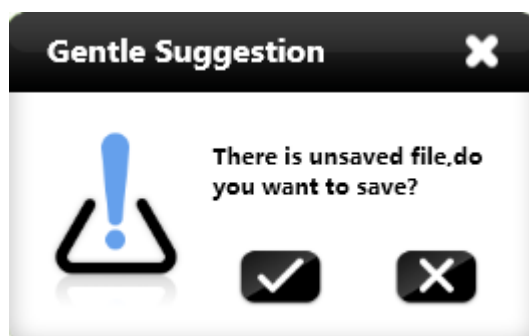 Gentle Suggestion
There is unsaved file,do
you want to save?